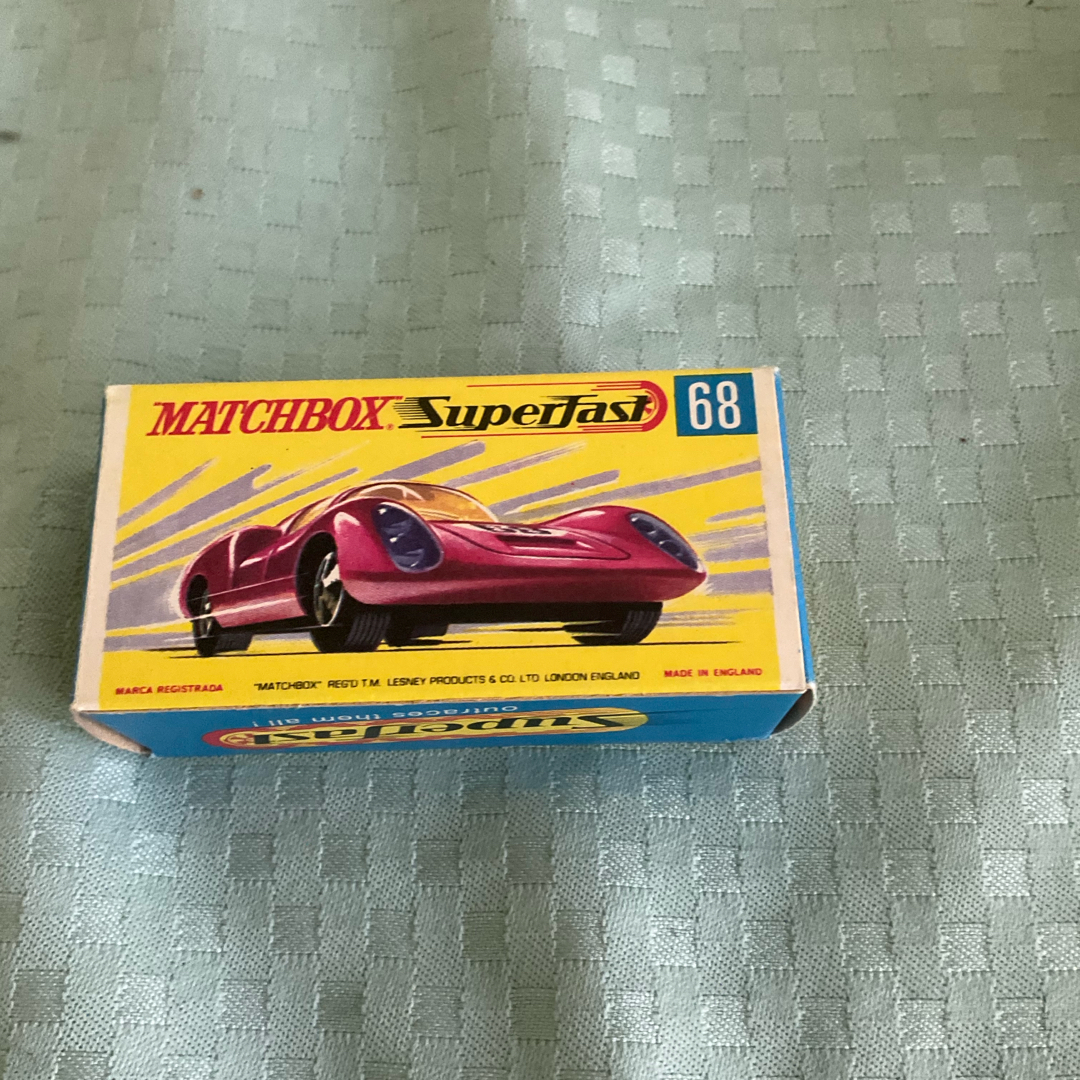 "MATCHBOX" SuperFast 68
MARCA REGISTRADA "MATCHBOX" REG'D T.M. LESNEY PRODUCTS & CO. LTD. LONDON ENGLAND MADE IN ENGLAND
Superfast
outraces them all!